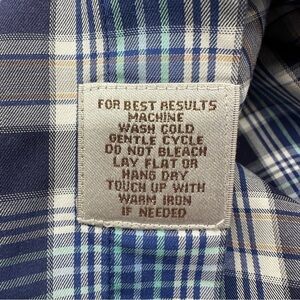 FOR BEST RESULTS
MACHINE
WASH COLD
GENTLE CYCLE
DO NOT BLEACH
LAY FLAT OR
HANG DRY
TOUCH UP WITH
WARM IRON
IF NEEDED